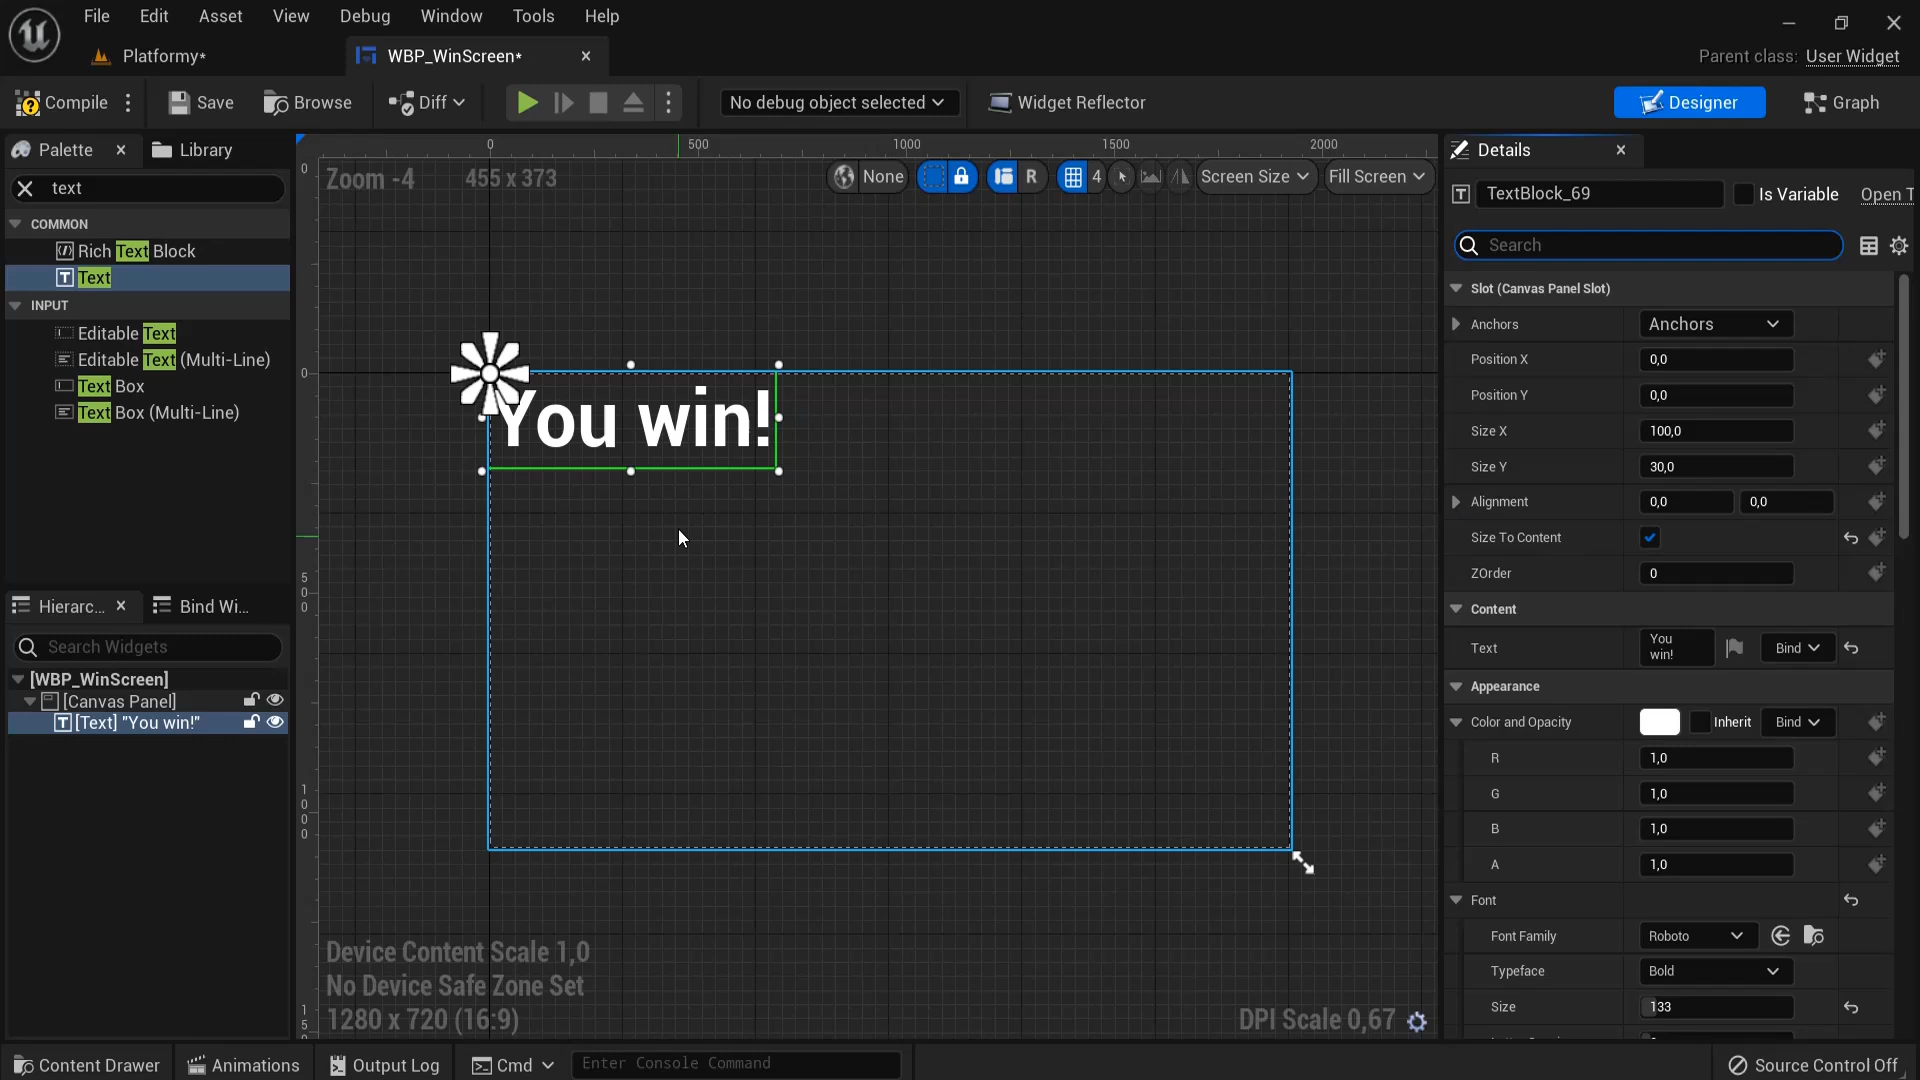 File Edit Asset View Debug Window Tools Help
Platformy* WBP_WinScreen*
Parent class: User Widget
Compile Save Browse Diff No debug object selected Widget Reflector Designer Graph
Palette Library
text
COMMON
Rich Text Block
Text
INPUT
Editable Text
Editable Text (Multi-Line)
Text Box
Text Box (Multi-Line)
Hierarc... Bind Wi...
Search Widgets
[WBP_WinScreen]
[Canvas Panel]
[Text] "You win!"
0 500 1000 1500 2000
0
0
500
1000
15
Zoom -4 455 x 373
None R 4 Screen Size Fill Screen
You win!
Device Content Scale 1,0
No Device Safe Zone Set
1280 x 720 (16:9)
DPI Scale 0,67
Details
TextBlock_69 Is Variable Open T
Search
Slot (Canvas Panel Slot)
Anchors Anchors
Position X 0,0
Position Y 0,0
Size X 100,0
Size Y 30,0
Alignment 0,0 0,0
Size To Content
ZOrder 0
Content
Text You win! Bind
Appearance
Color and Opacity Inherit Bind
R 1,0
G 1,0
B 1,0
A 1,0
Font
Font Family Roboto
Typeface Bold
Size 133
Content Drawer Animations Output Log Cmd Enter Console Command Source Control Off